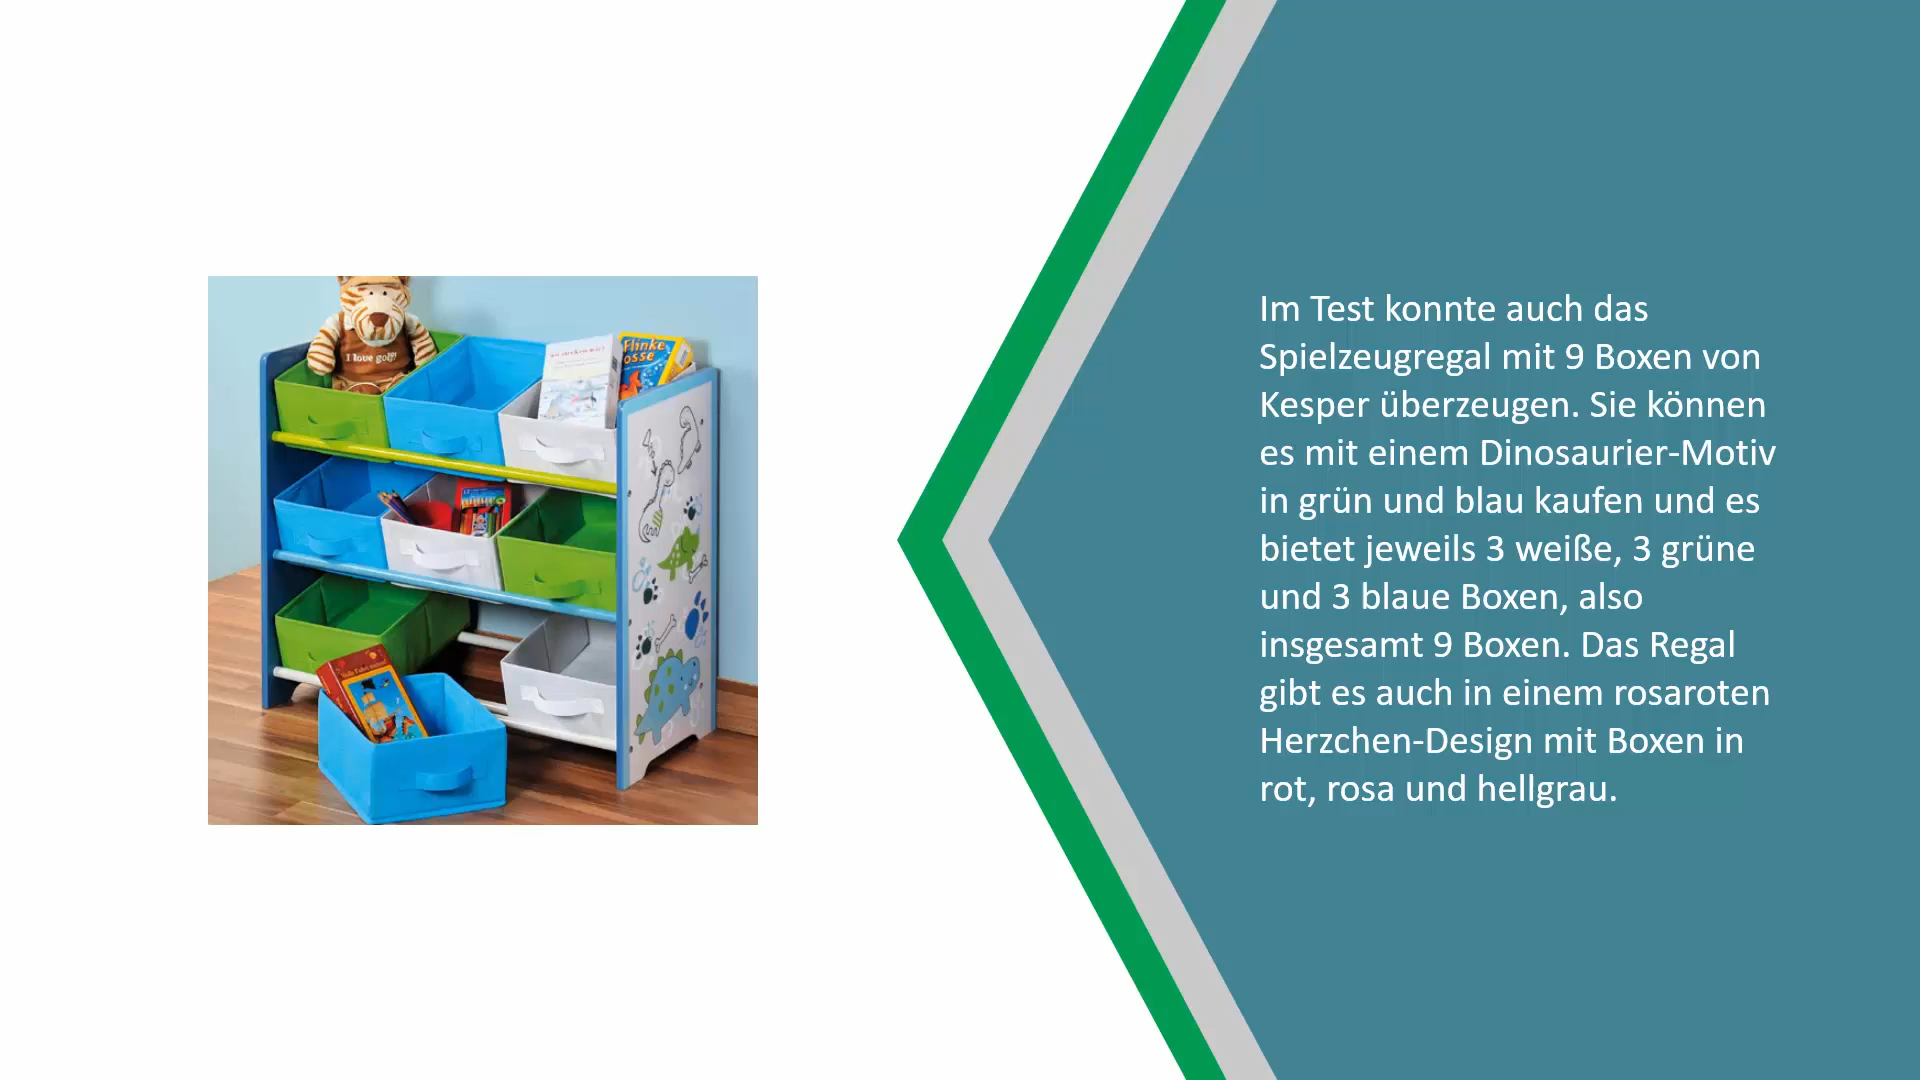 I love golf!
Flinke
Im Test konnte auch das
Spielzeugregal mit 9 Boxen von
Kesper überzeugen. Sie können
es mit einem Dinosaurier-Motiv
in grün und blau kaufen und es
bietet jeweils 3 weiße, 3 grüne
und 3 blaue Boxen, also
insgesamt 9 Boxen. Das Regal
gibt es auch in einem rosaroten
Herzchen-Design mit Boxen in
rot, rosa und hellgrau.